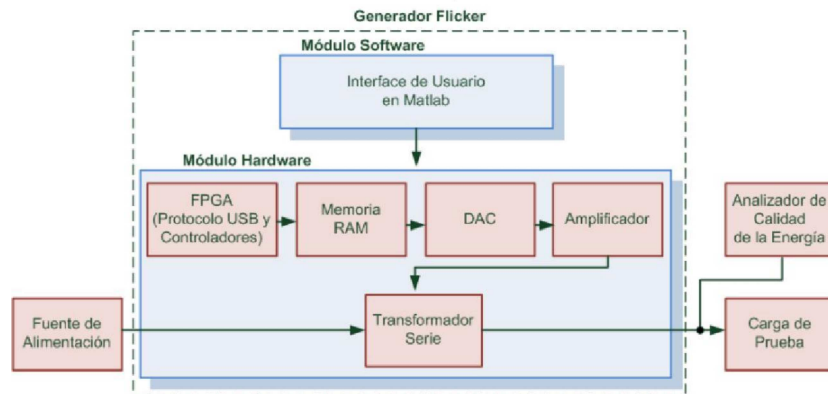 Generador Flicker
Módulo Software
Interface de Usuario
en Matlab
Módulo Hardware
FPGA
(Protocolo USB y
Controladores)
Memoria
RAM
DAC
Amplificador
Analizador de
Calidad
de la Energía
Fuente de
Alimentación
Transformador
Serie
Carga de
Prueba